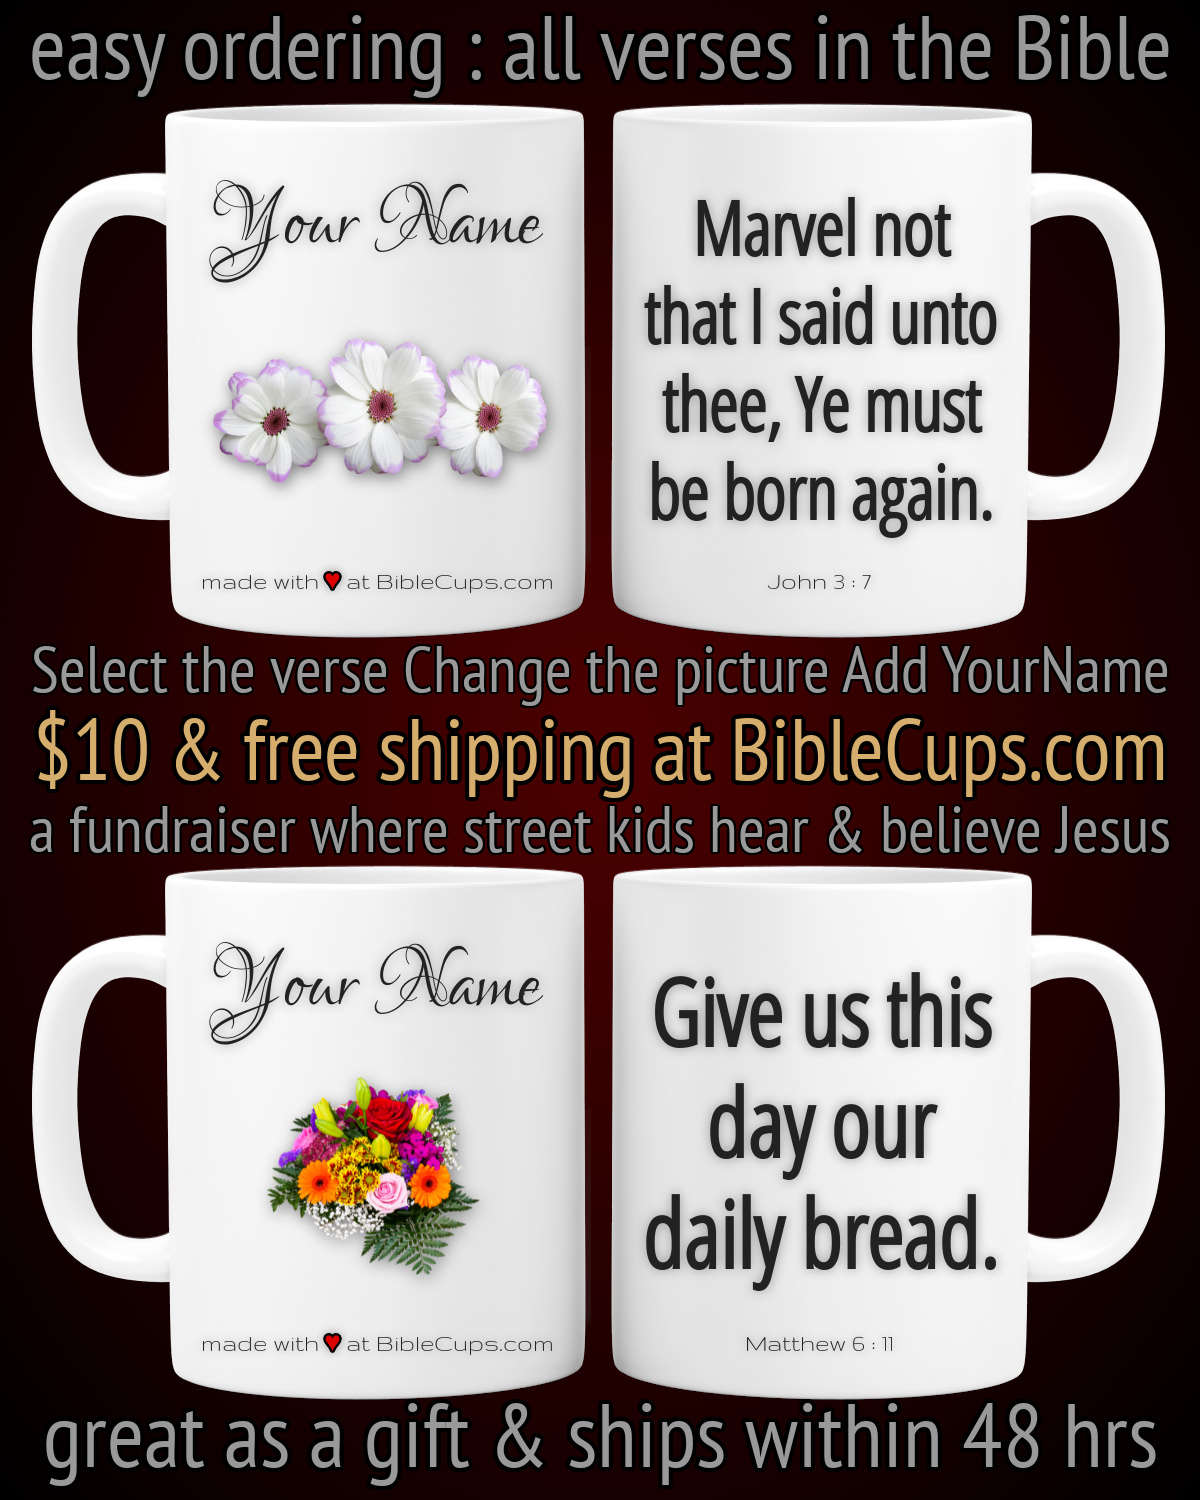 easy ordering : all verses in the Bible
Your Name
made with ♥ at BibleCups.com
Marvel not
that I said unto
thee, Ye must
be born again.
John 3 : 7
Select the verse Change the picture Add YourName
$10 & free shipping at BibleCups.com
a fundraiser where street kids hear & believe Jesus
Your Name
made with ♥ at BibleCups.com
Give us this
day our
daily bread.
Matthew 6 : 11
great as a gift & ships within 48 hrs